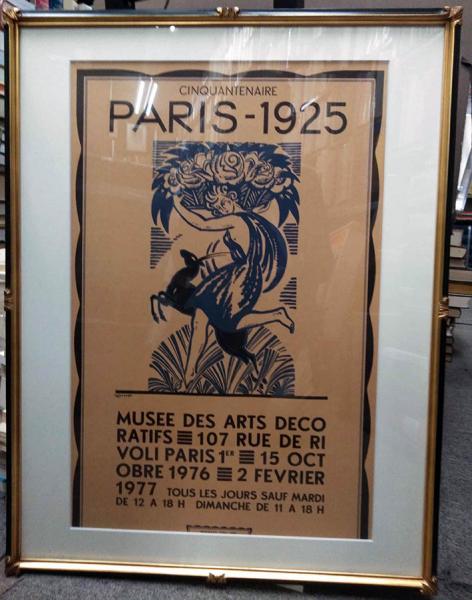 CINQUANTENAIRE
PARIS-1925
MUSEE DES ARTS DECO
RATIFS ≡ 107 RUE DE RI
VOLI PARIS 1ER ≡ 15 OCT
OBRE 1976 ≡ 2 FEVRIER
1977 TOUS LES JOURS SAUF MARDI
DE 12 A 18 H DIMANCHE DE 11 A 18 H